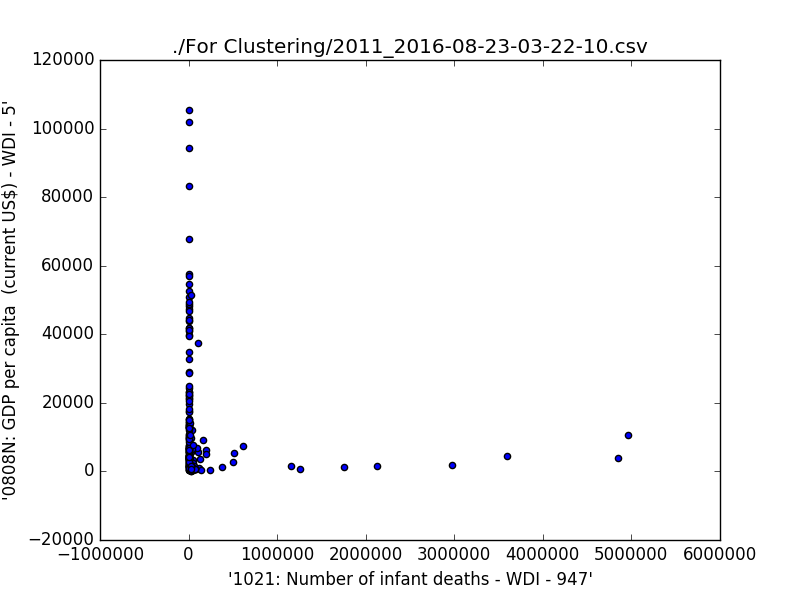 ./For Clustering/2011_2016-08-23-03-22-10.csv
120000
100000
80000
60000
40000
20000
0
−20000
'0808N: GDP per capita  (current US$) - WDI - 5'
−1000000 0 1000000 2000000 3000000 4000000 5000000 6000000
'1021: Number of infant deaths - WDI - 947'